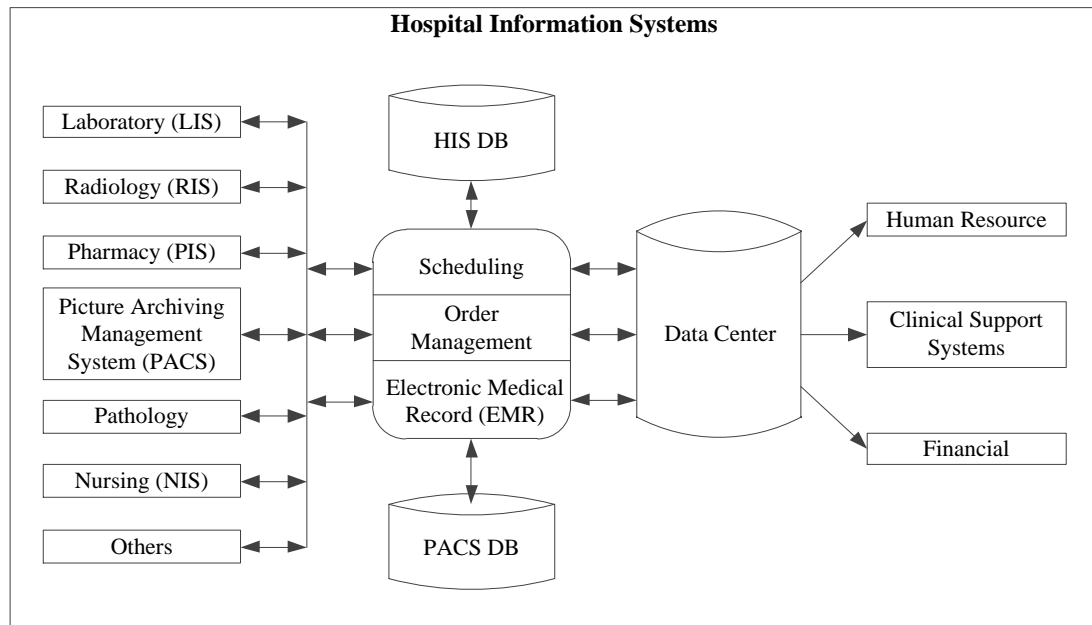 Hospital Information Systems
Laboratory (LIS)
Radiology (RIS)
Pharmacy (PIS)
Picture Archiving
Management
System (PACS)
Pathology
Nursing (NIS)
Others
HIS DB
Scheduling
Order
Management
Electronic Medical
Record (EMR)
PACS DB
Data Center
Human Resource
Clinical Support
Systems
Financial